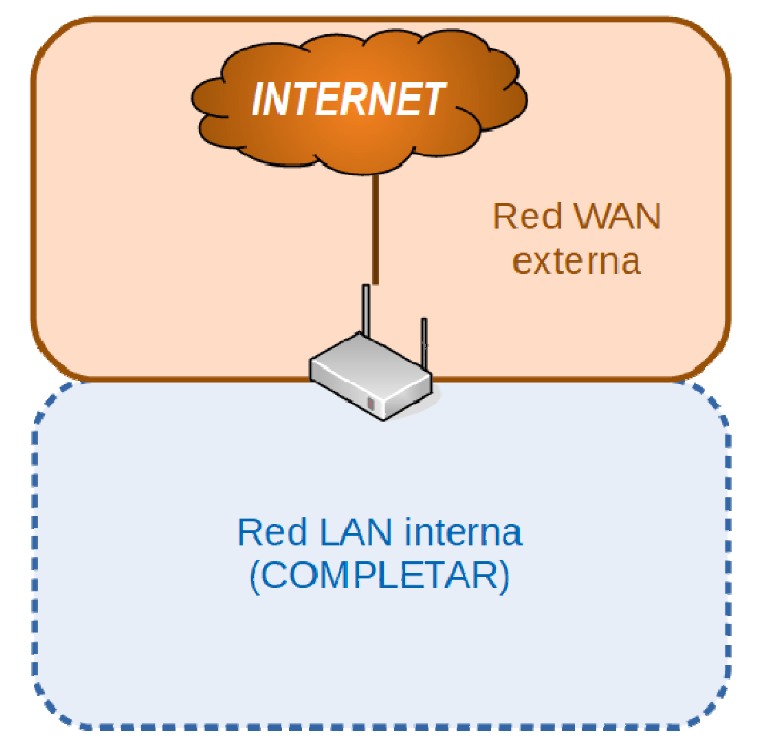 INTERNET
Red WAN
externa
Red LAN interna
(COMPLETAR)